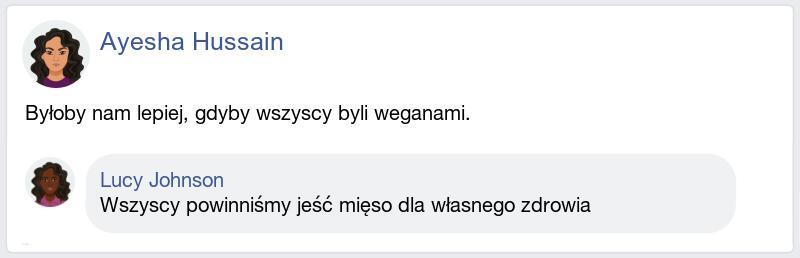 Ayesha Hussain
Byłoby nam lepiej, gdyby wszyscy byli weganami.
Lucy Johnson
Wszyscy powinniśmy jeść mięso dla własnego zdrowia